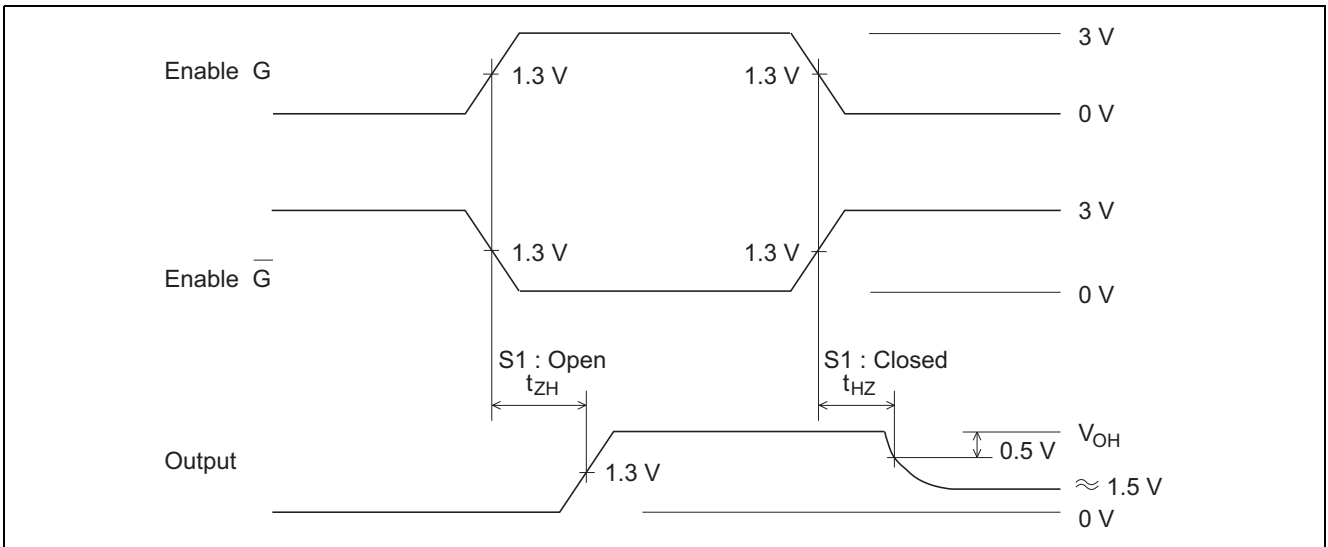 3 V
Enable G
1.3 V 1.3 V
0 V
3 V
1.3 V 1.3 V
Enable G̅
0 V
S1 : Open S1 : Closed
tZH tHZ
VOH
0.5 V
Output
1.3 V
≈ 1.5 V
0 V